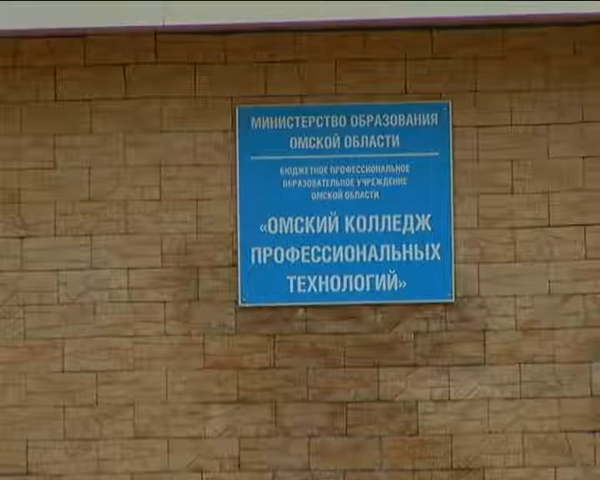 МИНИСТЕРСТВО ОБРАЗОВАНИЯ
ОМСКОЙ ОБЛАСТИ
БЮДЖЕТНОЕ ПРОФЕССИОНАЛЬНОЕ
ОБРАЗОВАТЕЛЬНОЕ УЧРЕЖДЕНИЕ
ОМСКОЙ ОБЛАСТИ
«ОМСКИЙ КОЛЛЕДЖ
ПРОФЕССИОНАЛЬНЫХ
ТЕХНОЛОГИЙ»